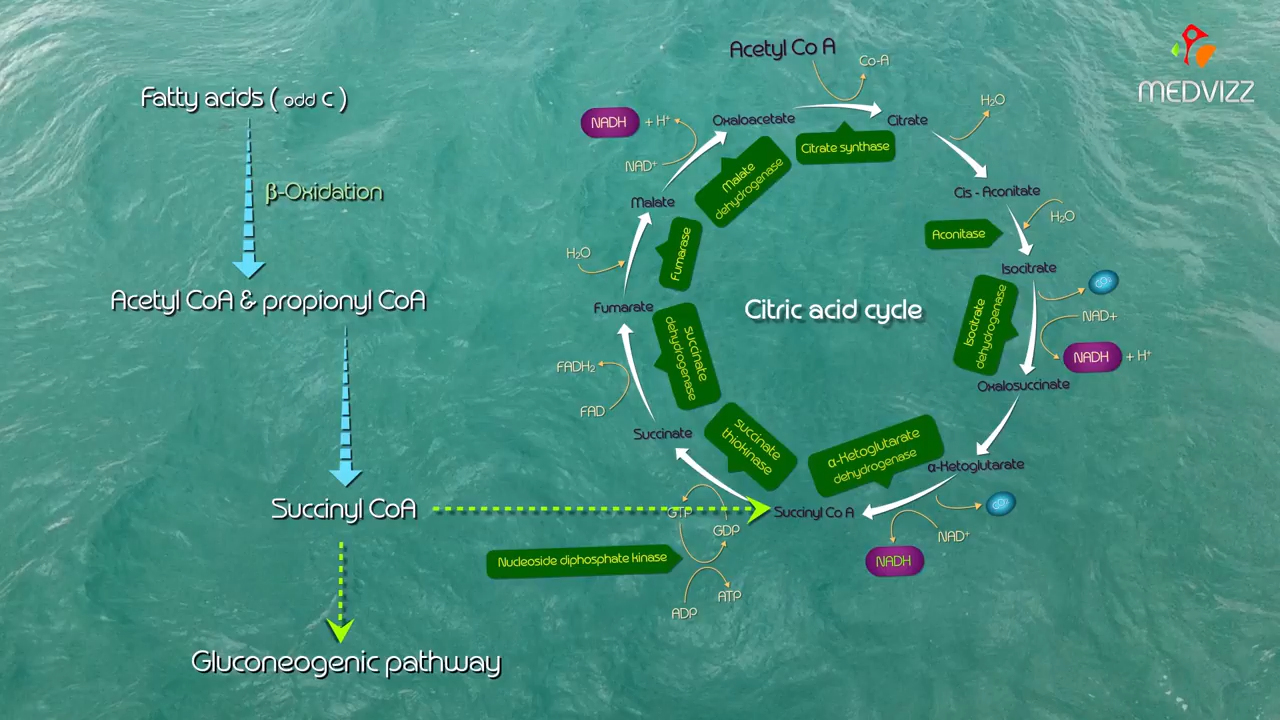 MEDVIZZ
Fatty acids ( odd c )
β-Oxidation
Acetyl CoA & propionyl CoA
Succinyl CoA
Gluconeogenic pathway
Citric acid cycle
Acetyl Co A
Co-A
Oxaloacetate
Citrate synthase
Citrate
H₂O
Cis - Aconitate
H₂O
Aconitase
Isocitrate
Isocitrate
dehydrogenase
NAD+
NADH + H⁺
Oxalosuccinate
α-Ketoglutarate
α-Ketoglutarate
dehydrogenase
NAD⁺
NADH
Succinyl Co A
succinate
thiokinase
GTP
GDP
Nucleoside diphosphate kinase
ADP
ATP
Succinate
succinate
dehydrogenase
FAD
FADH₂
Fumarate
Fumarase
H₂O
Malate
Malate
dehydrogenase
NAD⁺
NADH + H⁺